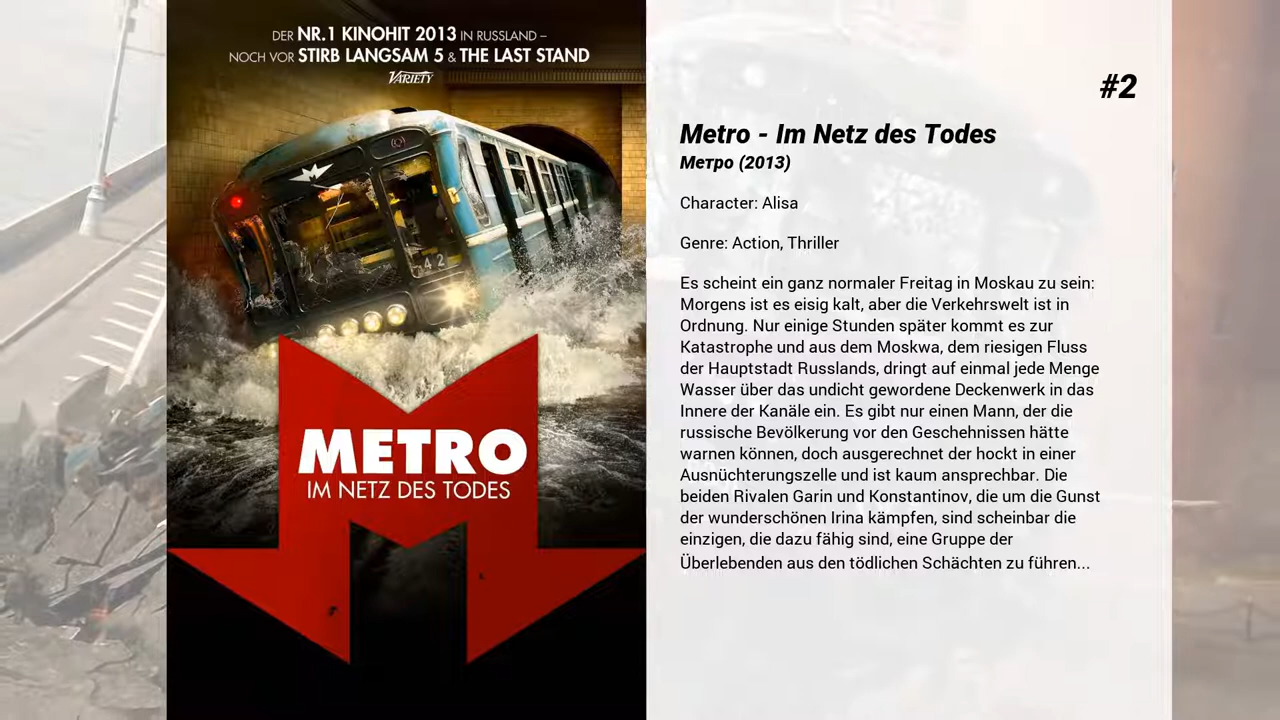 DER NR.1 KINOHIT 2013 IN RUSSLAND –
NOCH VOR STIRB LANGSAM 5 & THE LAST STAND
VARIETY
METRO
IM NETZ DES TODES
#2
Metro - Im Netz des Todes
Метро (2013)
Character: Alisa
Genre: Action, Thriller
Es scheint ein ganz normaler Freitag in Moskau zu sein:
Morgens ist es eisig kalt, aber die Verkehrswelt ist in
Ordnung. Nur einige Stunden später kommt es zur
Katastrophe und aus dem Moskwa, dem riesigen Fluss
der Hauptstadt Russlands, dringt auf einmal jede Menge
Wasser über das undicht gewordene Deckenwerk in das
Innere der Kanäle ein. Es gibt nur einen Mann, der die
russische Bevölkerung vor den Geschehnissen hätte
warnen können, doch ausgerechnet der hockt in einer
Ausnüchterungszelle und ist kaum ansprechbar. Die
beiden Rivalen Garin und Konstantinov, die um die Gunst
der wunderschönen Irina kämpfen, sind scheinbar die
einzigen, die dazu fähig sind, eine Gruppe der
Überlebenden aus den tödlichen Schächten zu führen...